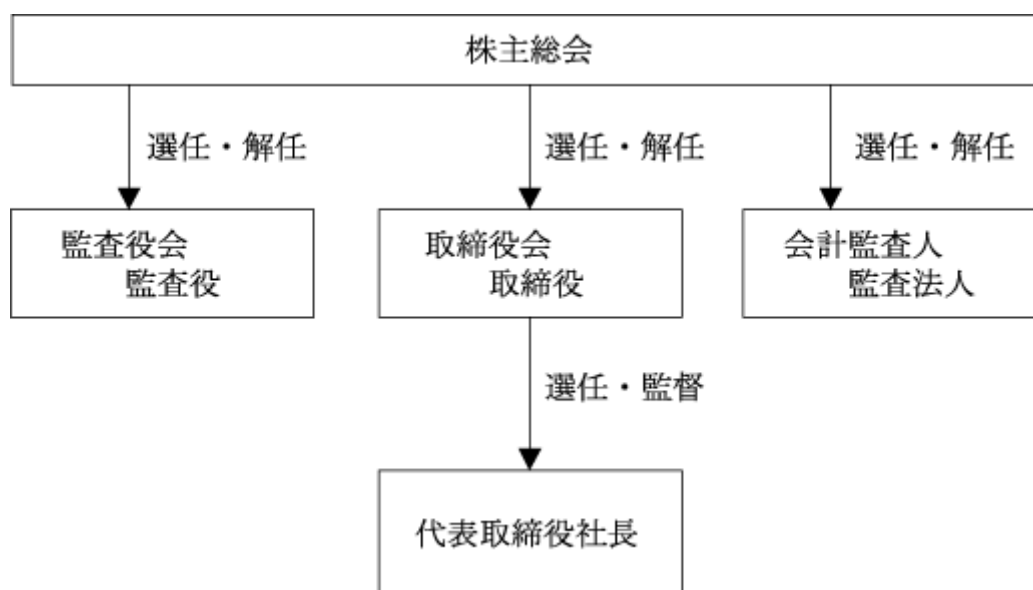 株主総会
選任・解任
選任・解任
選任・解任
監査役会
監査役
取締役会
取締役
会計監査人
監査法人
選任・監督
代表取締役社長